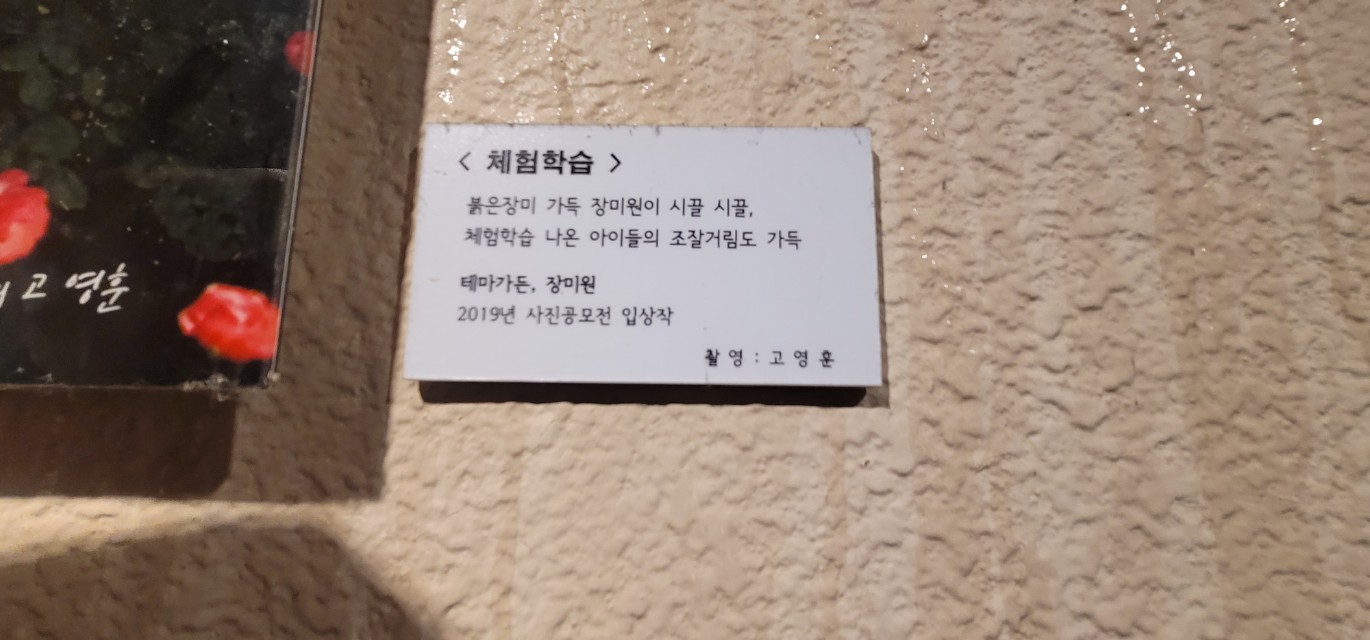 < 체험학습 >
붉은장미 가득 장미원이 시끌 시끌,
체험학습 나온 아이들의 조잘거림도 가득
테마가든, 장미원
2019년 사진공모전 입상작
촬영 : 고영훈
고 영훈